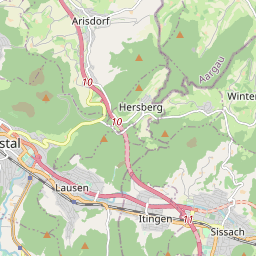 Arisdorf
Aargau
10
Winter
Hersberg
10
stal
Lausen
Itingen
11
Sissach